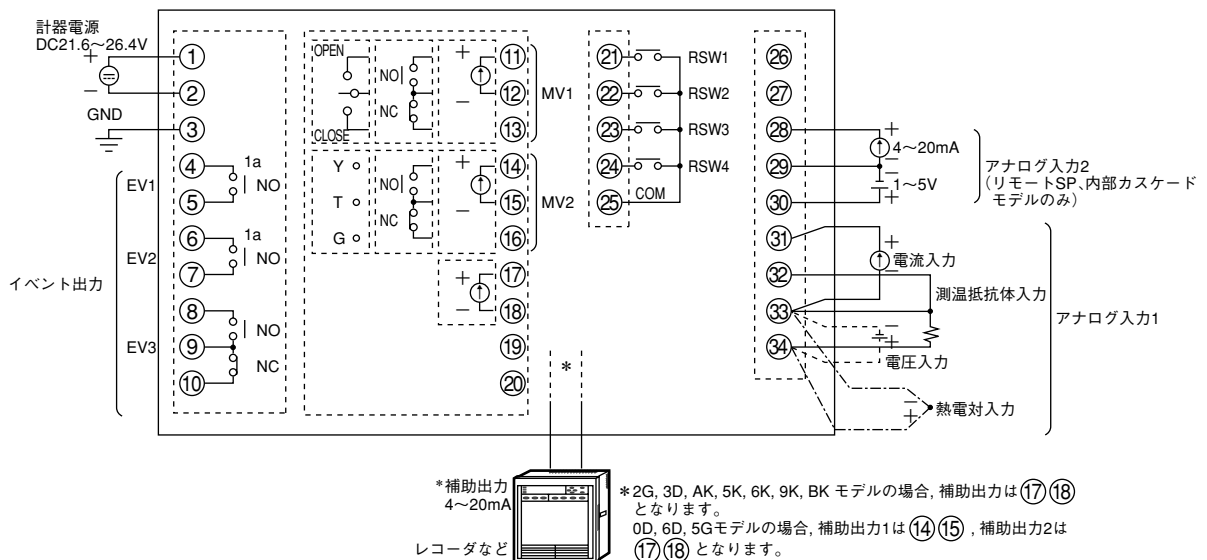 計器電源
DC21.6～26.4V
+
−
GND
イベント出力
EV1
EV2
EV3
①
②
③
④
⑤
⑥
⑦
⑧
⑨
⑩
1a
NO
1a
NO
NO
NC
OPEN
CLOSE
NO
NC
+
−
⑪
⑫
⑬
MV1
Y
T
G
NO
NC
+
−
⑭
⑮
⑯
MV2
+
−
⑰
⑱
⑲
⑳
㉑ RSW1
㉒ RSW2
㉓ RSW3
㉔ RSW4
㉕ COM
㉖
㉗
㉘
㉙
㉚
㉛
㉜
㉝
㉞
+
4～20mA
−
−
1～5V
+
アナログ入力2
（リモートSP、内部カスケード
モデルのみ）
+
電流入力
−
測温抵抗体入力
−
+
電圧入力
−
+
熱電対入力
アナログ入力1
*
*補助出力
4～20mA
レコーダなど
*2G, 3D, AK, 5K, 6K, 9K, BK モデルの場合, 補助出力は⑰⑱
となります。
0D, 6D, 5Gモデルの場合, 補助出力1は⑭⑮, 補助出力2は
⑰⑱となります。